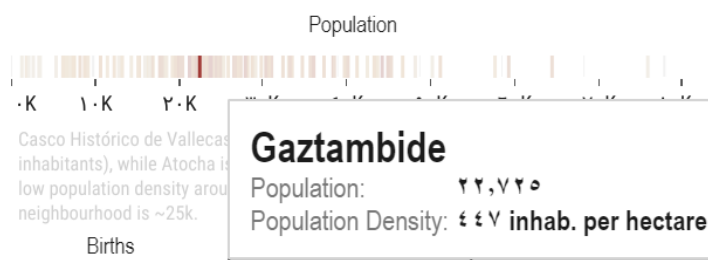 Population
٠K ١٠K ٢٠K
Casco Histórico de Vallecas
inhabitants), while Atocha is
low population density arou
neighbourhood is ~25k.
Births
Gaztambide
Population: ٢٢,٧٢٥
Population Density: ٤٤٧ inhab. per hectare